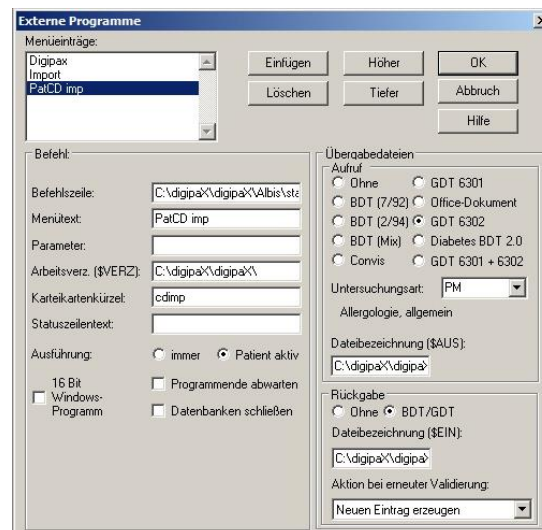 Externe Programme
Menüeinträge:
Digipax
Import
PatCD imp
Einfügen
Höher
OK
Löschen
Tiefer
Abbruch
Hilfe
Befehl:
Befehlszeile: C:\digipaX\digipaX\Albis\sta
Menütext: PatCD imp
Parameter:
Arbeitsverz. ($VERZ): C:\digipaX\digipaX\
Karteikartenkürzel: cdimp
Statuszeilentext:
Ausführung: immer Patient aktiv
16 Bit Windows-Programm
Programmende abwarten
Datenbanken schließen
Übergabedateien
Aufruf
Ohne GDT 6301
BDT (7/92) Office-Dokument
BDT (2/94) GDT 6302
BDT (Mix) Diabetes BDT 2.0
Convis GDT 6301 + 6302
Untersuchungsart: PM
Allergologie, allgemein
Dateibezeichnung ($AUS):
C:\digipaX\digipa
Rückgabe
Ohne BDT/GDT
Dateibezeichnung ($EIN):
C:\digipaX\digipa
Aktion bei erneuter Validierung:
Neuen Eintrag erzeugen